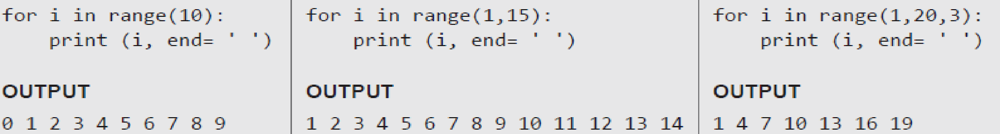 for i in range(10):
    print (i, end= ' ')
OUTPUT
0 1 2 3 4 5 6 7 8 9
for i in range(1,15):
    print (i, end= ' ')
OUTPUT
1 2 3 4 5 6 7 8 9 10 11 12 13 14
for i in range(1,20,3):
    print (i, end= ' ')
OUTPUT
1 4 7 10 13 16 19